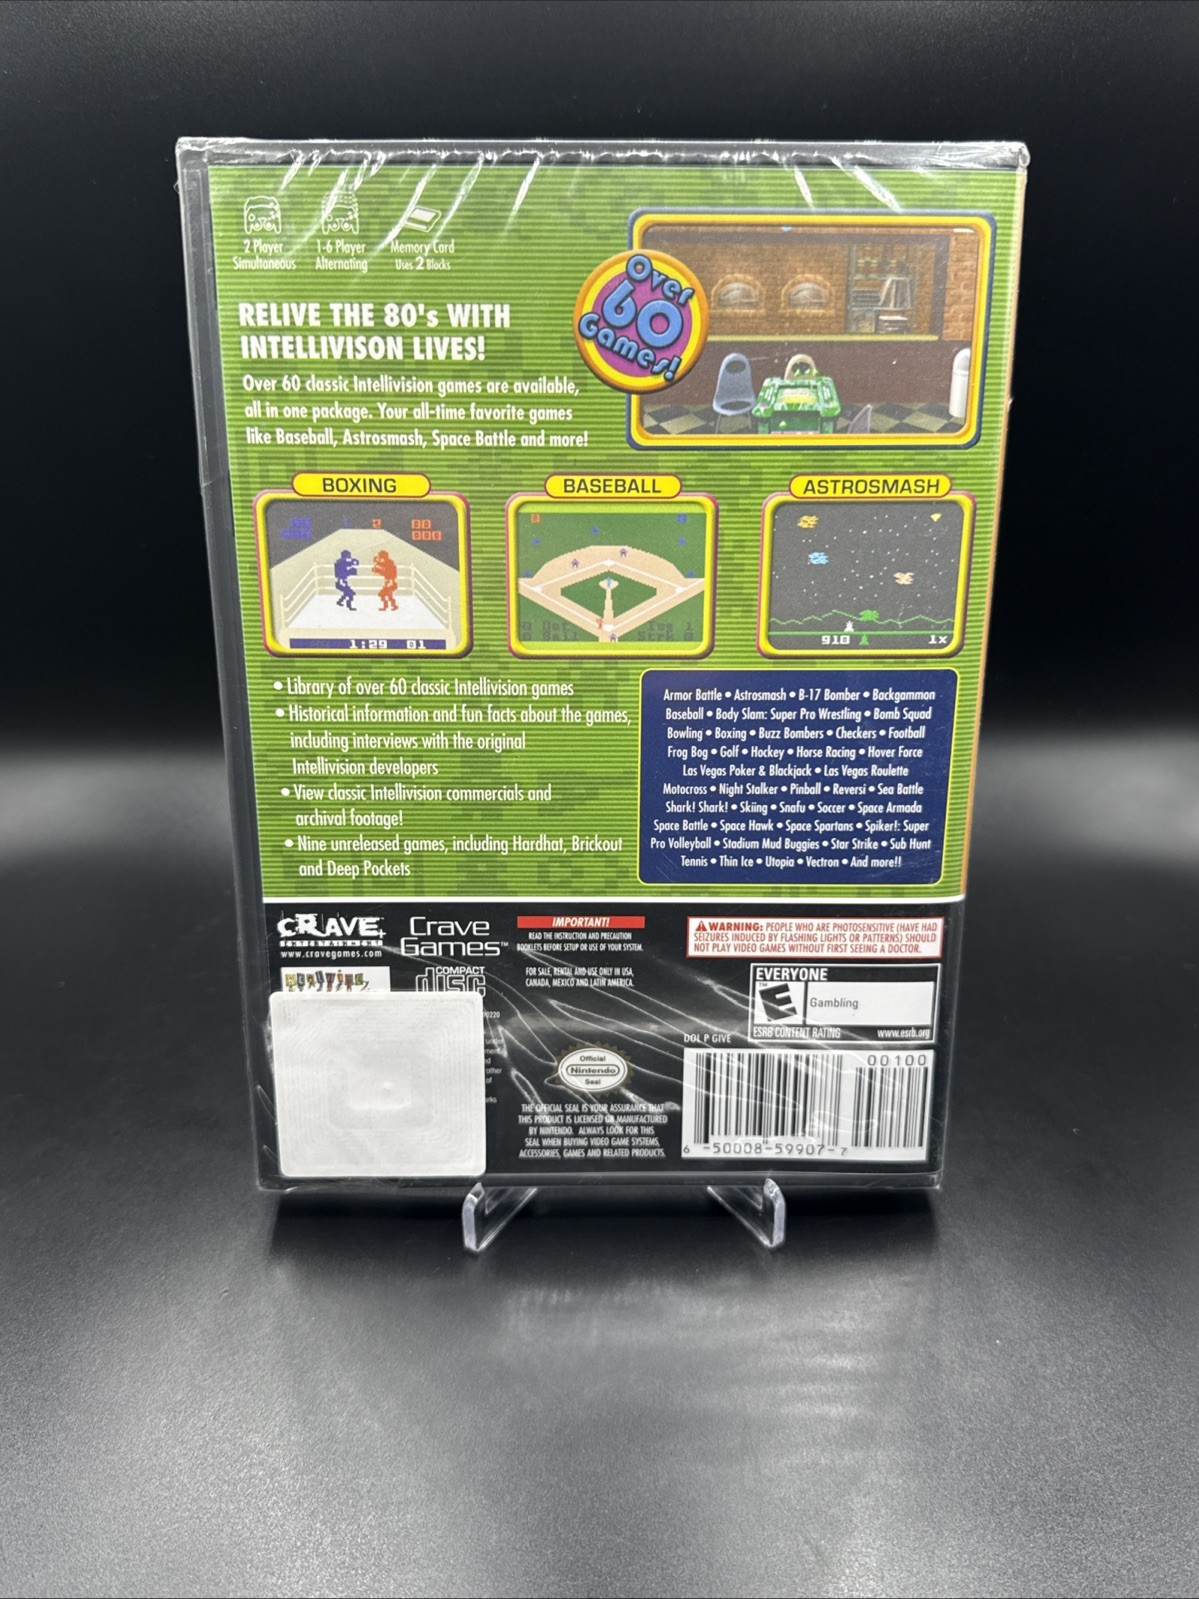 2 Player
Simultaneous
1-6 Player
Alternating
Memory Card
Uses 2 Blocks
RELIVE THE 80's WITH
INTELLIVISON LIVES!
Over 60 classic Intellivision games are available,
all in one package. Your all-time favorite games
like Baseball, Astrosmash, Space Battle and more!
Over
60
Games!
BOXING
BASEBALL
ASTROSMASH
1:29 01
910 1x
• Library of over 60 classic Intellivision games
• Historical information and fun facts about the games,
including interviews with the original
Intellivision developers
• View classic Intellivision commercials and
archival footage!
• Nine unreleased games, including Hardhat, Brickout
and Deep Pockets
Armor Battle • Astrosmash • B-17 Bomber • Backgammon
Baseball • Body Slam: Super Pro Wrestling • Bomb Squad
Bowling • Boxing • Buzz Bombers • Checkers • Football
Frog Bog • Golf • Hockey • Horse Racing • Hover Force
Las Vegas Poker & Blackjack • Las Vegas Roulette
Motocross • Night Stalker • Pinball • Reversi • Sea Battle
Shark! Shark! • Skiing • Snafu • Soccer • Space Armada
Space Battle • Space Hawk • Space Spartans • Spiker!: Super
Pro Volleyball • Stadium Mud Buggies • Star Strike • Sub Hunt
Tennis • Thin Ice • Utopia • Vectron • And more!!
CRAVE
ENTERTAINMENT
www.cravegames.com
Crave
Games™
COMPACT
disc
IMPORTANT!
READ THE INSTRUCTION AND PRECAUTION
BOOKLETS BEFORE SETUP OR USE OF YOUR SYSTEM.
FOR SALE, RENTAL AND USE ONLY IN USA,
CANADA, MEXICO AND LATIN AMERICA.
WARNING: PEOPLE WHO ARE PHOTOSENSITIVE (HAVE HAD
SEIZURES INDUCED BY FLASHING LIGHTS OR PATTERNS) SHOULD
NOT PLAY VIDEO GAMES WITHOUT FIRST SEEING A DOCTOR.
EVERYONE
E
Gambling
ESRB CONTENT RATING www.esrb.org
DOL P GIVE
Official
Nintendo
Seal
THE OFFICIAL SEAL IS YOUR ASSURANCE THAT
THIS PRODUCT IS LICENSED OR MANUFACTURED
BY NINTENDO. ALWAYS LOOK FOR THIS
SEAL WHEN BUYING VIDEO GAME SYSTEMS,
ACCESSORIES, GAMES AND RELATED PRODUCTS.
00100
6 -50008-59907- 7